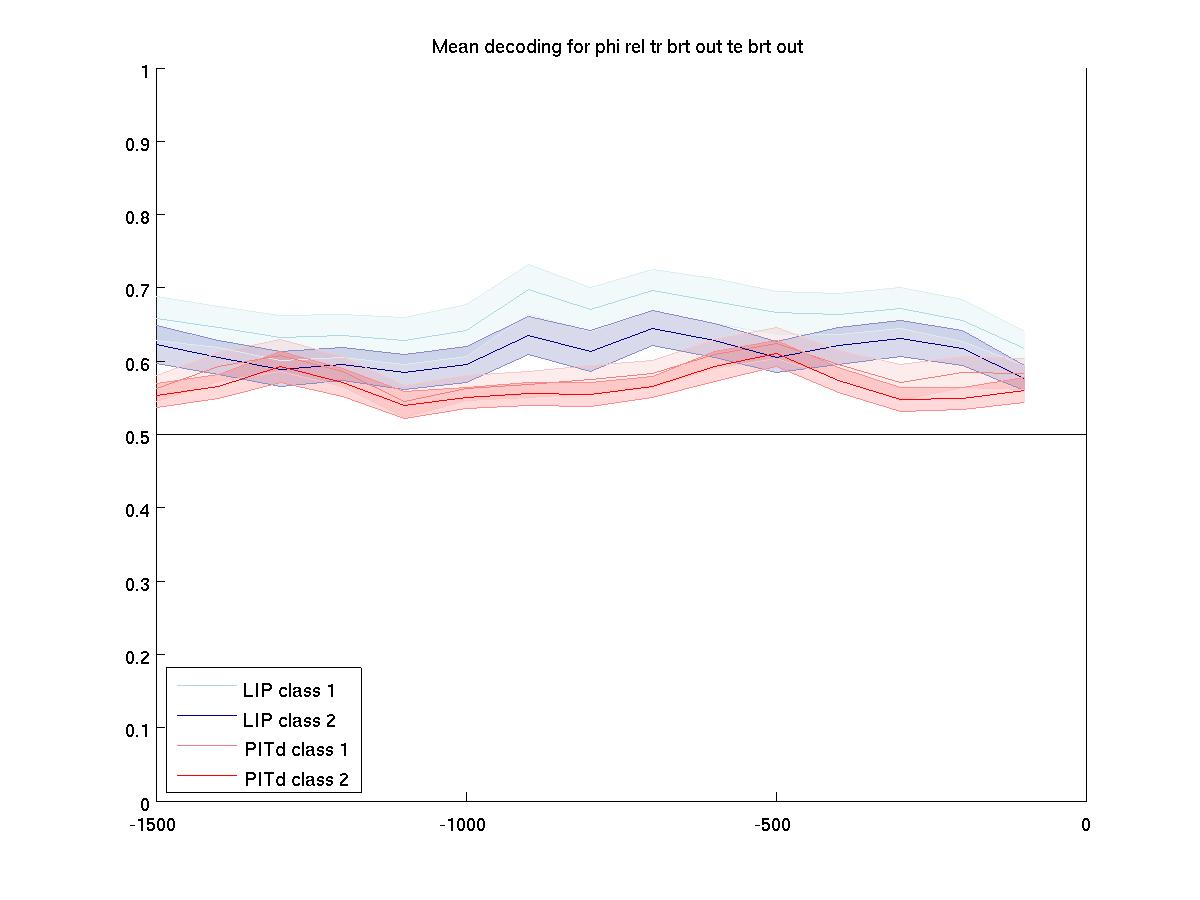 Mean decoding for phi rel tr brt out te brt out
1
0.9
0.8
0.7
0.6
0.5
0.4
0.3
0.2
0.1
0
LIP class 1
LIP class 2
PITd class 1
PITd class 2
-1500 -1000 -500 0